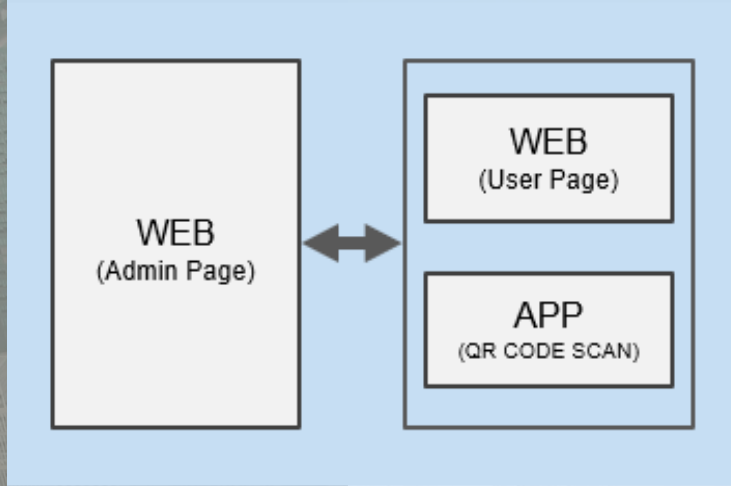 WEB
(Admin Page)
WEB
(User Page)
APP
(QR CODE SCAN)